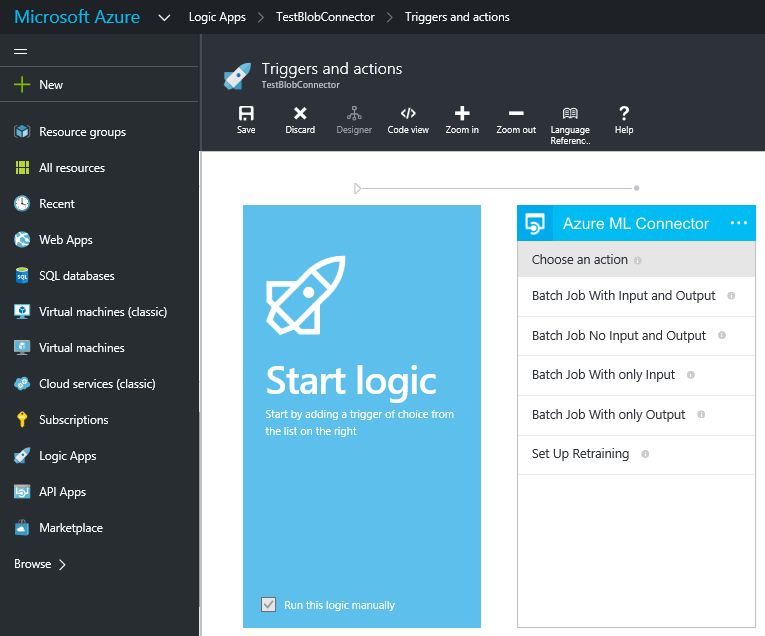 Microsoft Azure
Logic Apps
TestBlobConnector
Triggers and actions
New
Resource groups
All resources
Recent
Web Apps
SQL databases
Virtual machines (classic)
Virtual machines
Cloud services (classic)
Subscriptions
Logic Apps
API Apps
Marketplace
Browse
Triggers and actions
TestBlobConnector
Save
Discard
Designer
Code view
Zoom in
Zoom out
Language
Referenc..
Help
Start logic
Start by adding a trigger of choice from
the list on the right
Run this logic manually
Azure ML Connector
Choose an action
Batch Job With Input and Output
Batch Job No Input and Output
Batch Job With only Input
Batch Job With only Output
Set Up Retraining